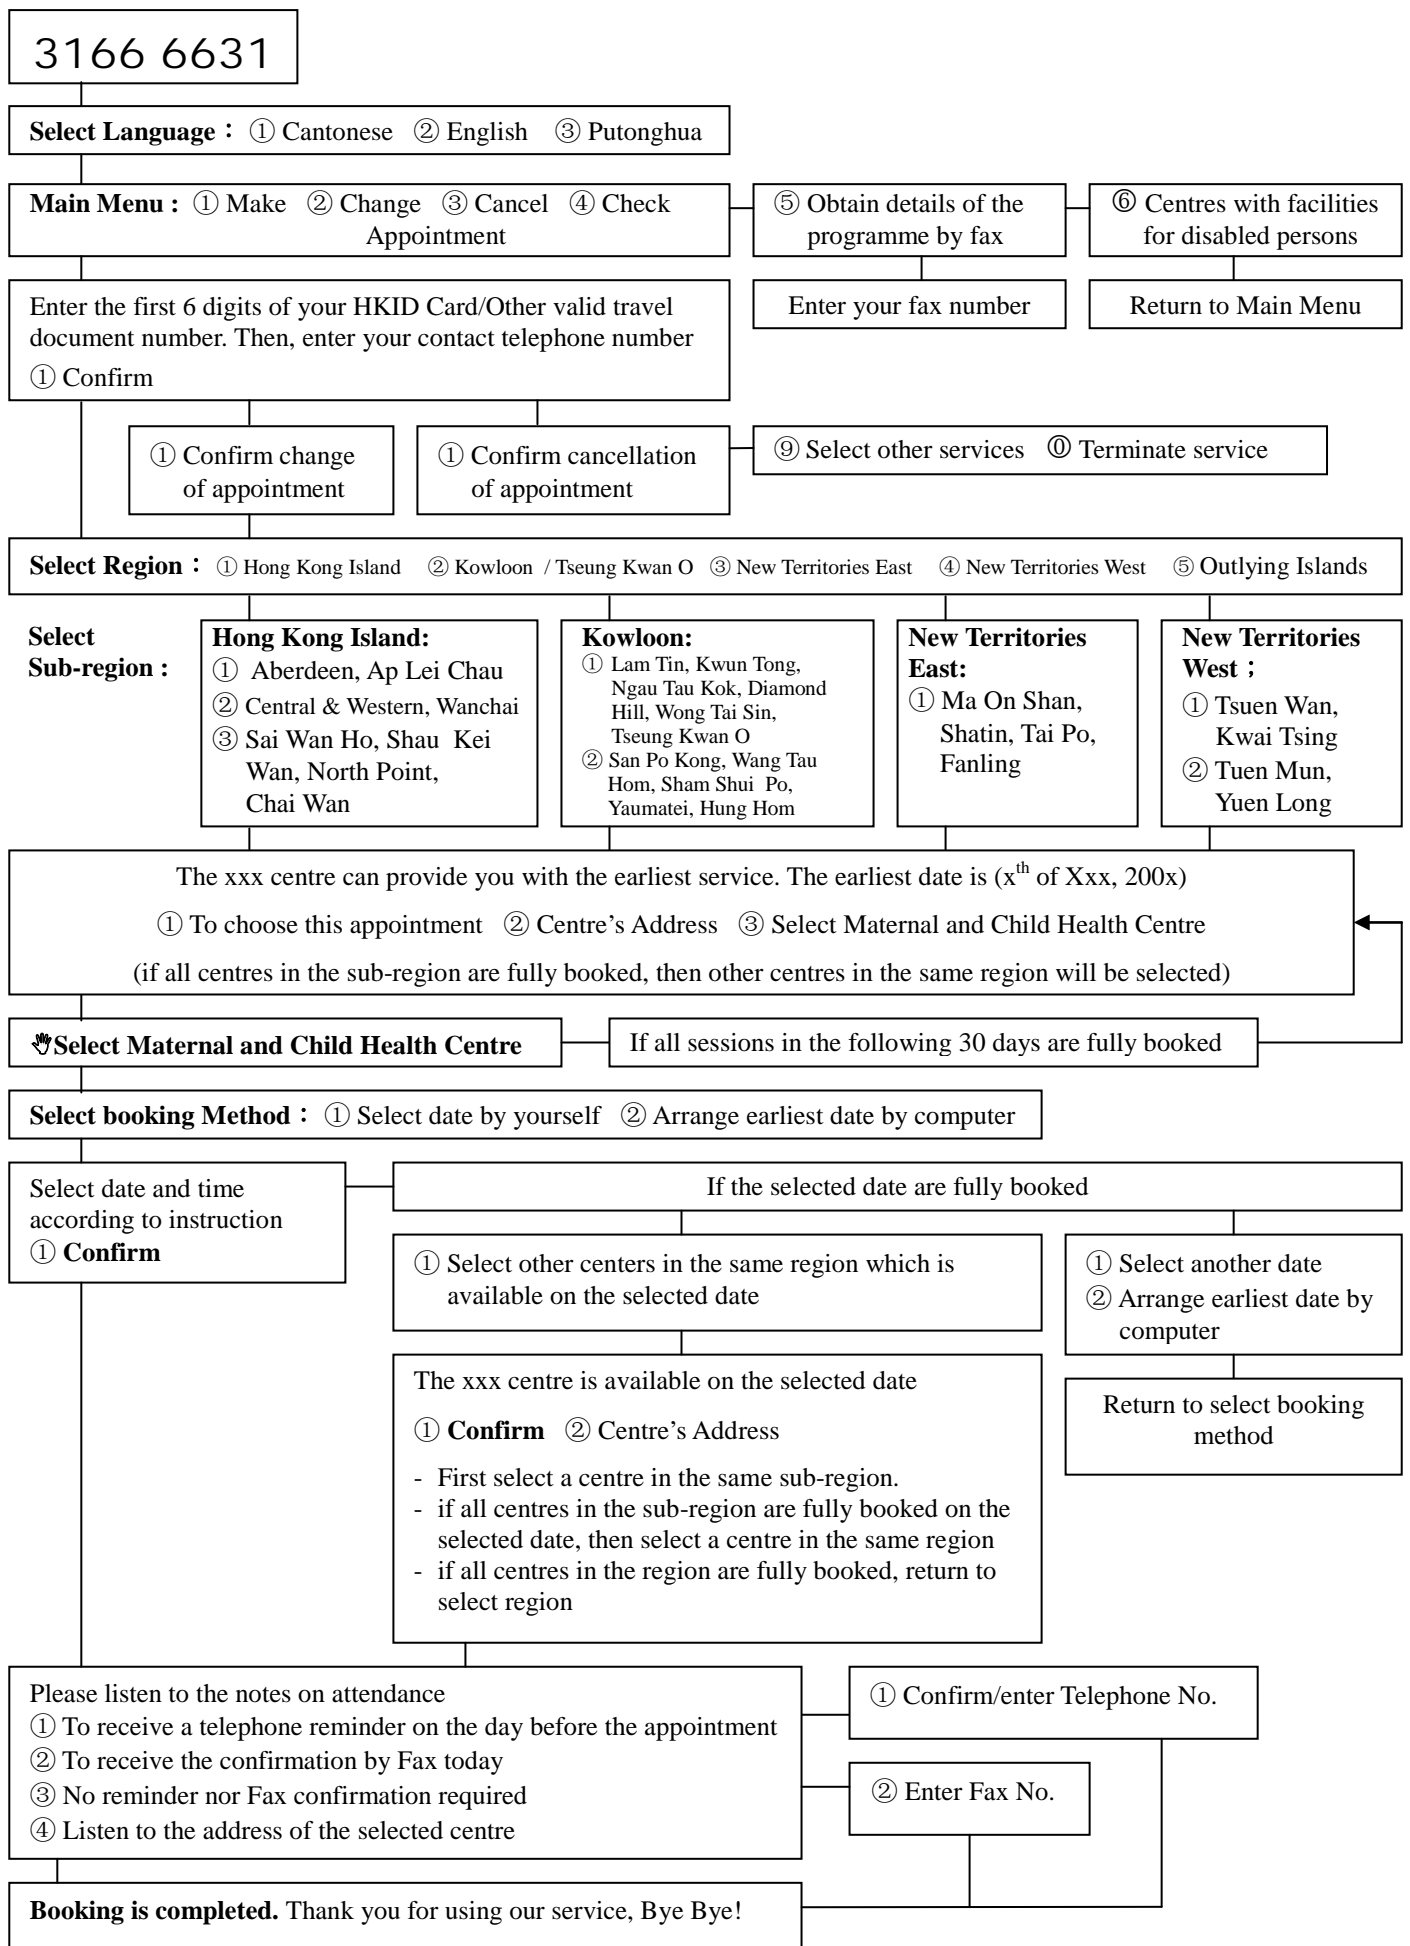 3166 6631
Select Language： ① Cantonese ② English ③ Putonghua
Main Menu : ① Make ② Change ③ Cancel ④ Check
Appointment
⑤ Obtain details of the
programme by fax
⑥ Centres with facilities
for disabled persons
Enter the first 6 digits of your HKID Card/Other valid travel
document number. Then, enter your contact telephone number
① Confirm
Enter your fax number
Return to Main Menu
① Confirm change
of appointment
① Confirm cancellation
of appointment
⑨ Select other services ⓪ Terminate service
Select Region： ① Hong Kong Island ② Kowloon / Tseung Kwan O ③ New Territories East ④ New Territories West ⑤ Outlying Islands
Select
Sub-region :
Hong Kong Island:
① Aberdeen, Ap Lei Chau
② Central & Western, Wanchai
③ Sai Wan Ho, Shau Kei
Wan, North Point,
Chai Wan
Kowloon:
① Lam Tin, Kwun Tong,
Ngau Tau Kok, Diamond
Hill, Wong Tai Sin,
Tseung Kwan O
② San Po Kong, Wang Tau
Hom, Sham Shui Po,
Yaumatei, Hung Hom
New Territories
East:
① Ma On Shan,
Shatin, Tai Po,
Fanling
New Territories
West；
① Tsuen Wan,
Kwai Tsing
② Tuen Mun,
Yuen Long
The xxx centre can provide you with the earliest service. The earliest date is (xth of Xxx, 200x)
① To choose this appointment ② Centre’s Address ③ Select Maternal and Child Health Centre
(if all centres in the sub-region are fully booked, then other centres in the same region will be selected)
Select Maternal and Child Health Centre
If all sessions in the following 30 days are fully booked
Select booking Method： ① Select date by yourself ② Arrange earliest date by computer
Select date and time
according to instruction
① Confirm
If the selected date are fully booked
① Select other centers in the same region which is
available on the selected date
① Select another date
② Arrange earliest date by
computer
The xxx centre is available on the selected date
① Confirm ② Centre’s Address
- First select a centre in the same sub-region.
- if all centres in the sub-region are fully booked on the
selected date, then select a centre in the same region
- if all centres in the region are fully booked, return to
select region
Return to select booking
method
Please listen to the notes on attendance
① To receive a telephone reminder on the day before the appointment
② To receive the confirmation by Fax today
③ No reminder nor Fax confirmation required
④ Listen to the address of the selected centre
① Confirm/enter Telephone No.
② Enter Fax No.
Booking is completed. Thank you for using our service, Bye Bye!